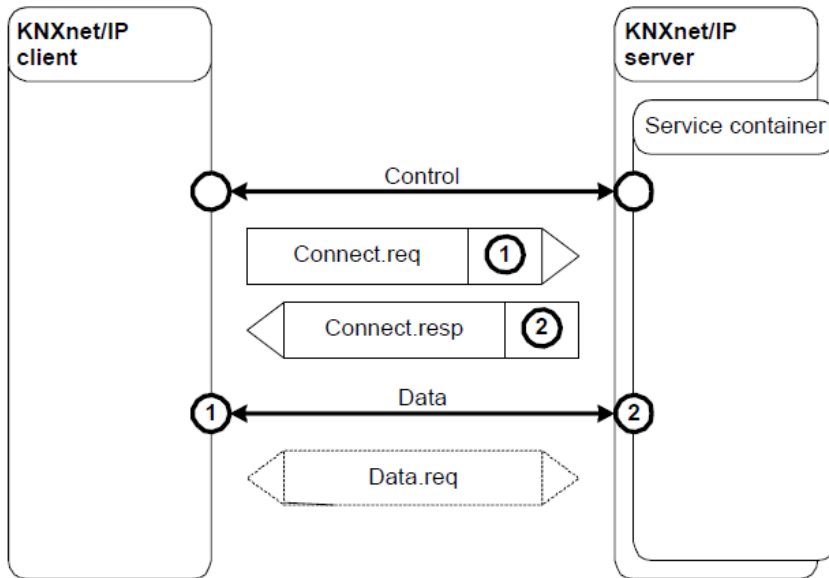 KNXnet/IP
client
KNXnet/IP
server
Service container
Control
Connect.req
1
Connect.resp
2
1
Data
2
Data.req